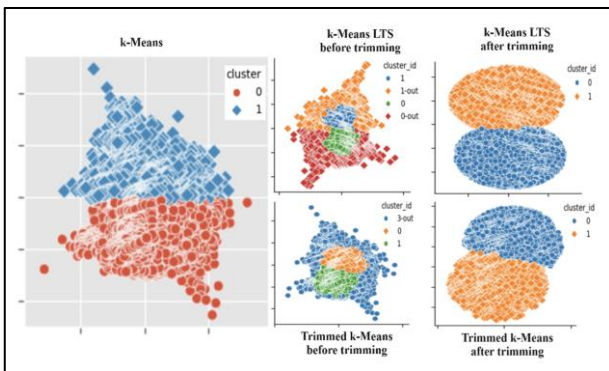 k-Means
cluster
0
1
k-Means LTS
before trimming
cluster_id
1
1-out
0
0-out
k-Means LTS
after trimming
cluster_id
0
1
cluster_id
3-out
0
1
Trimmed k-Means
before trimming
cluster_id
0
1
Trimmed k-Means
after trimming